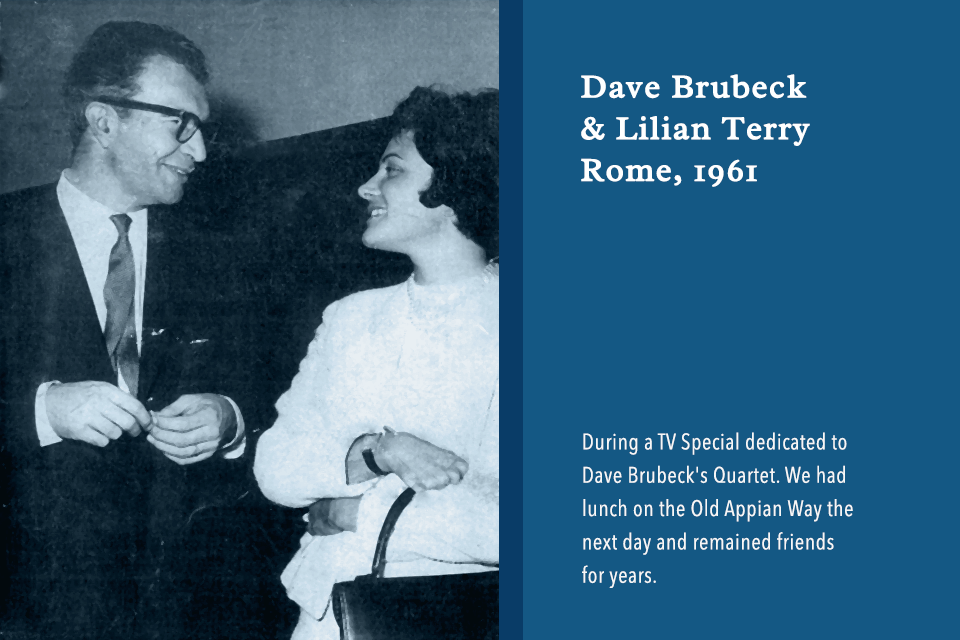 Dave Brubeck
& Lilian Terry
Rome, 1961
During a TV Special dedicated to
Dave Brubeck's Quartet. We had
lunch on the Old Appian Way the
next day and remained friends
for years.